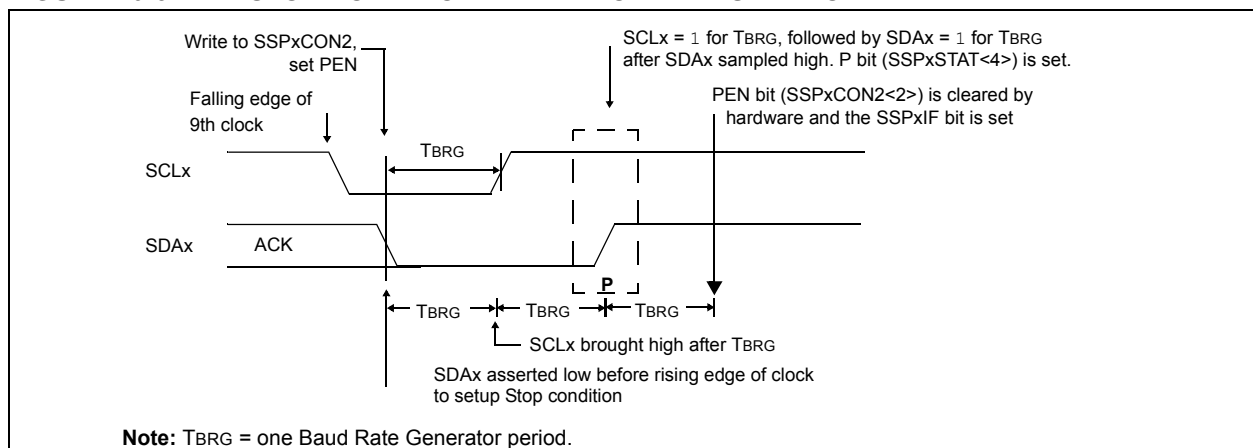 Write to SSPxCON2,
set PEN
SCLx = 1 for TBRG, followed by SDAx = 1 for TBRG
after SDAx sampled high. P bit (SSPxSTAT<4>) is set.
Falling edge of
9th clock
PEN bit (SSPxCON2<2>) is cleared by
hardware and the SSPxIF bit is set
TBRG
SCLx
SDAx
ACK
P
TBRG
TBRG
TBRG
SCLx brought high after TBRG
SDAx asserted low before rising edge of clock
to setup Stop condition
Note: TBRG = one Baud Rate Generator period.